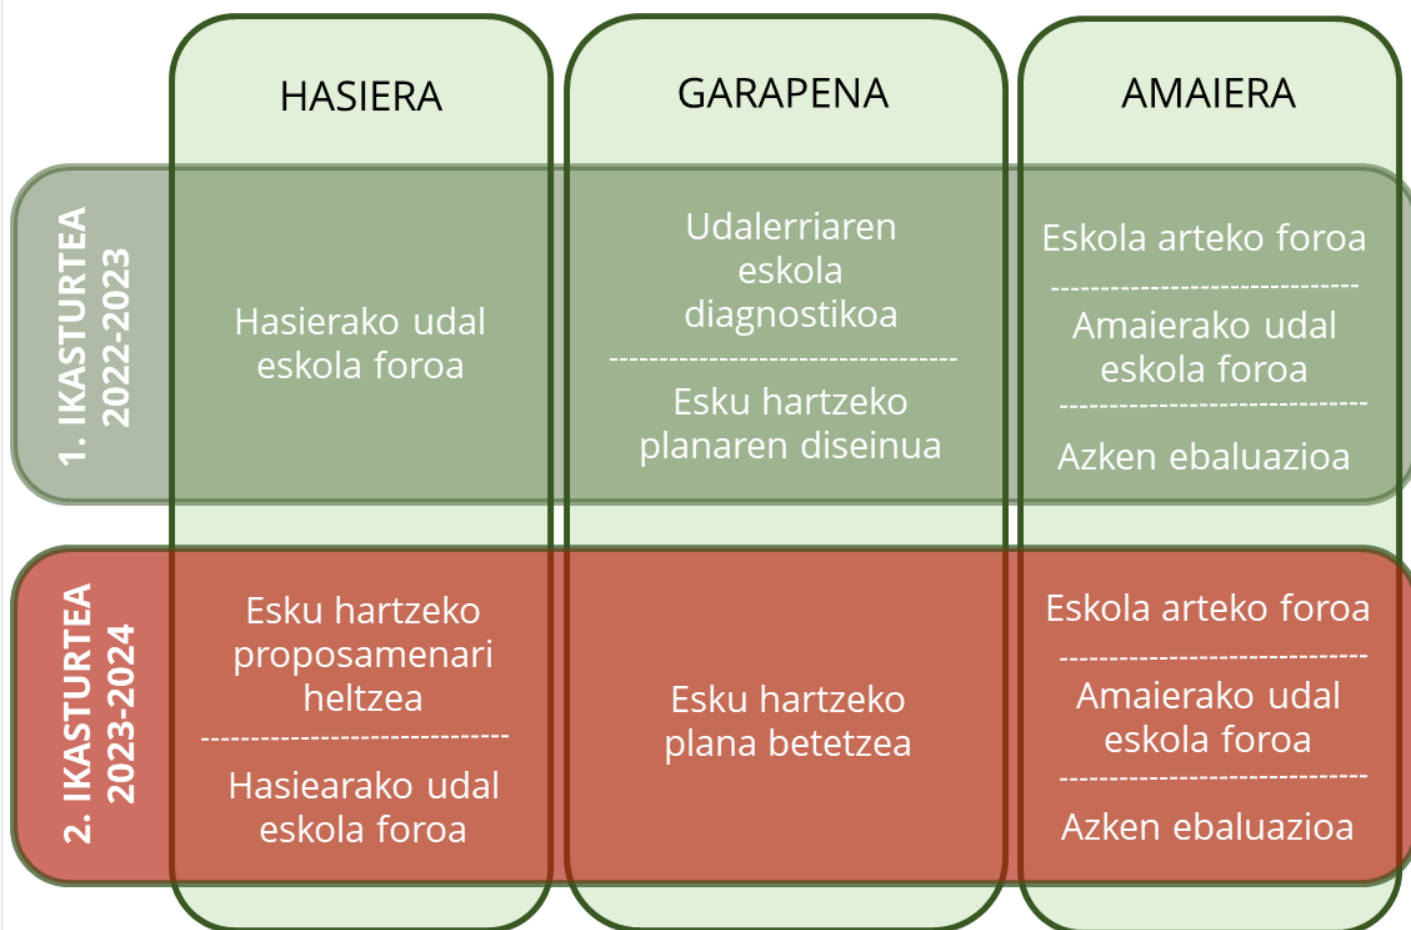 HASIERA
GARAPENA
AMAIERA
1. IKASTURTEA
2022-2023
Hasierako udal
eskola foroa
Udalerriaren
eskola
diagnostikoa
Esku hartzeko
planaren diseinua
Eskola arteko foroa
Amaierako udal
eskola foroa
Azken ebaluazioa
2. IKASTURTEA
2023-2024
Esku hartzeko
proposamenari
heltzea
Hasiearako udal
eskola foroa
Esku hartzeko
plana betetzea
Eskola arteko foroa
Amaierako udal
eskola foroa
Azken ebaluazioa